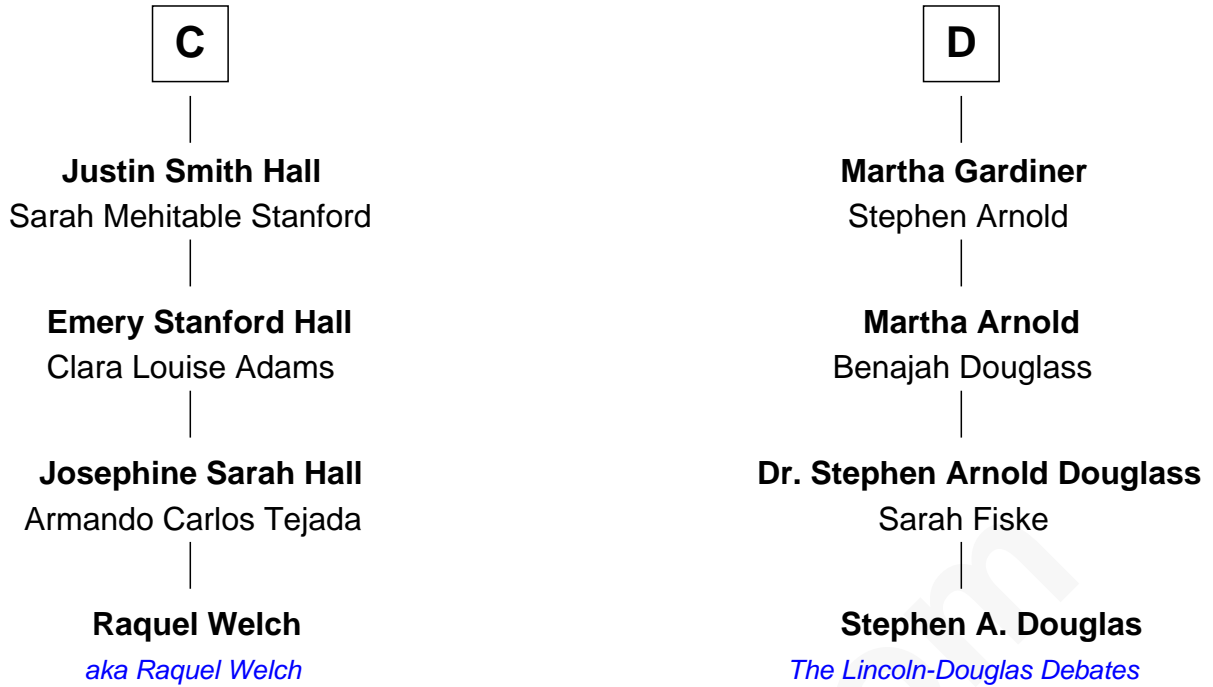 C
Justin Smith Hall
Sarah Mehitable Stanford
Emery Stanford Hall
Clara Louise Adams
Josephine Sarah Hall
Armando Carlos Tejada
Raquel Welch
aka Raquel Welch
D
Martha Gardiner
Stephen Arnold
Martha Arnold
Benajah Douglass
Dr. Stephen Arnold Douglass
Sarah Fiske
Stephen A. Douglas
The Lincoln-Douglas Debates